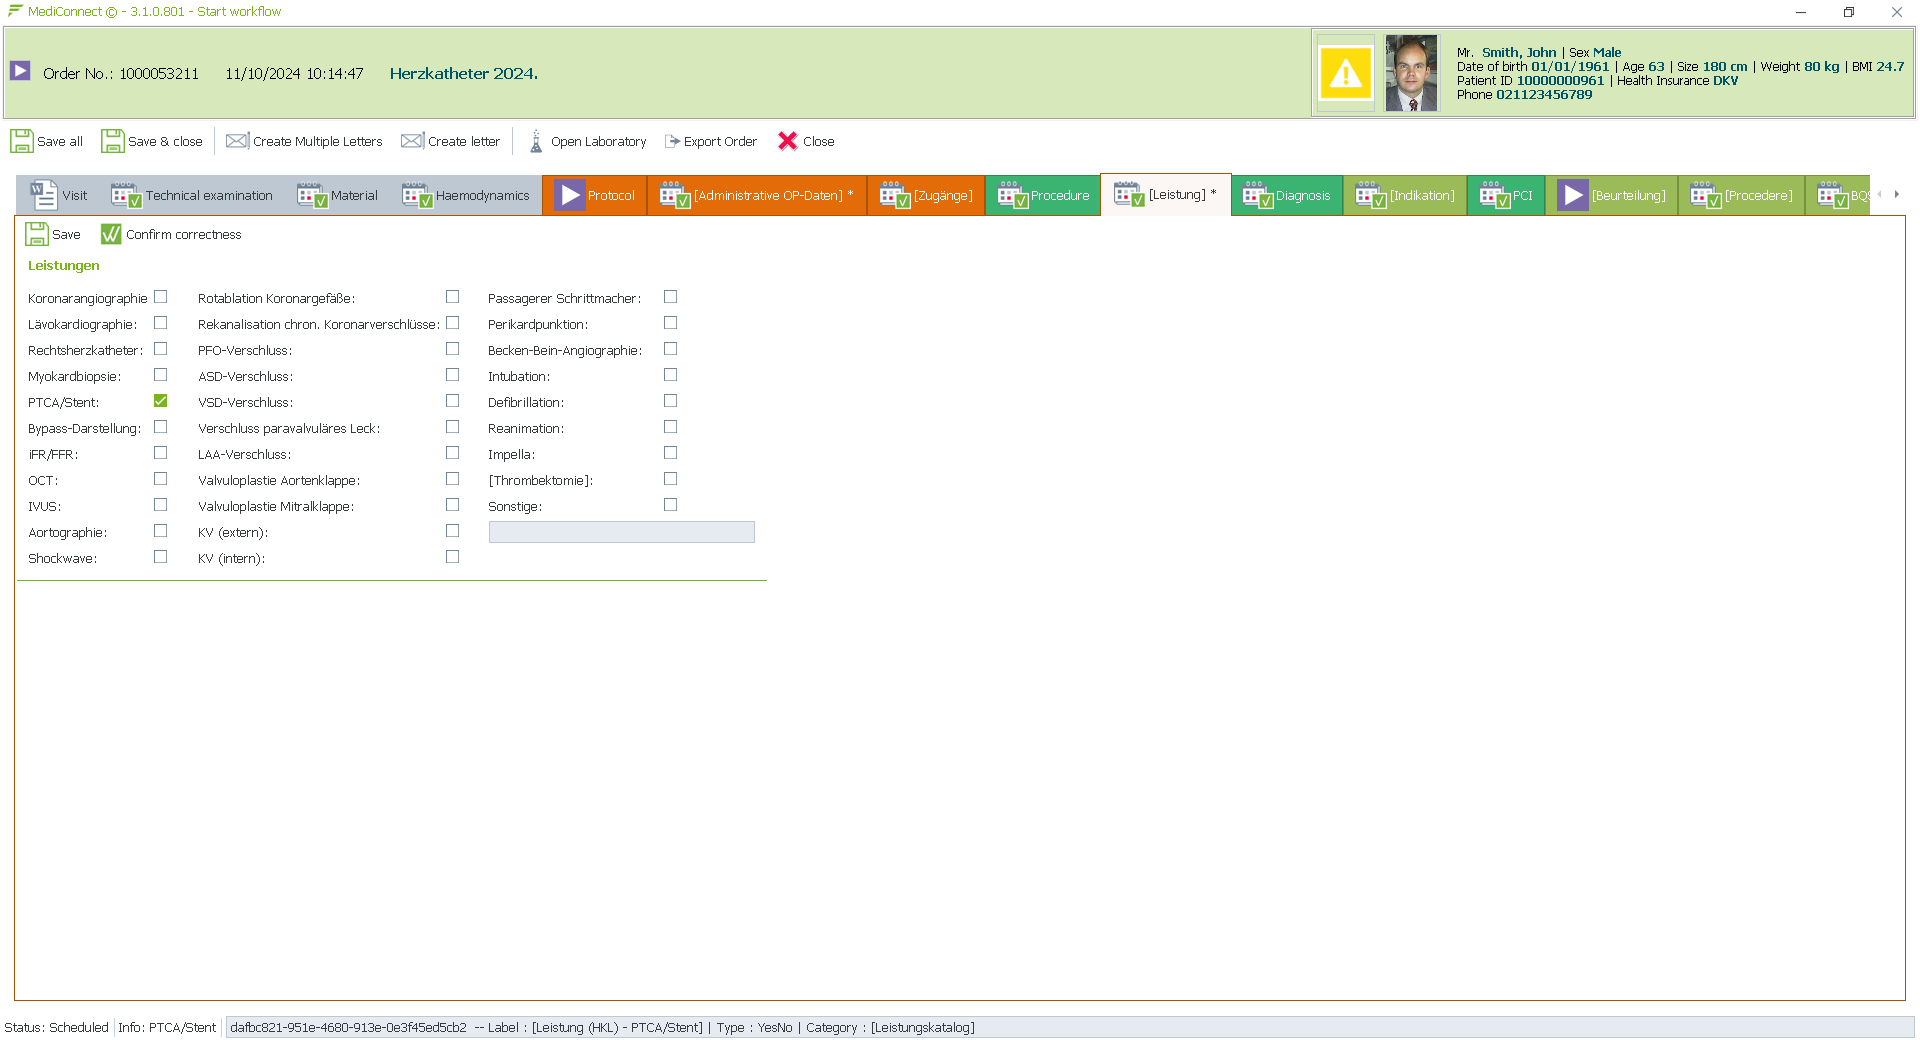 MediConnect © - 3.1.0.801 - Start workflow
Order No.: 1000053211 11/10/2024 10:14:47 Herzkatheter 2024.
Mr. Smith, John | Sex Male
Date of birth 01/01/1961 | Age 63 | Size 180 cm | Weight 80 kg | BMI 24.7
Patient ID 10000000961 | Health Insurance DKV
Phone 021123456789
Save all Save & close Create Multiple Letters Create letter Open Laboratory Export Order Close
Visit Technical examination Material Haemodynamics Protocol [Administrative OP-Daten] * [Zugänge] Procedure [Leistung] * Diagnosis [Indikation] PCI [Beurteilung] [Procedere] BQS
Save Confirm correctness
Leistungen
Koronarangiographie Rotablation Koronargefäße: Passagerer Schrittmacher:
Lävokardiographie: Rekanalisation chron. Koronarverschlüsse: Perikardpunktion:
Rechtsherzkatheter: PFO-Verschluss: Becken-Bein-Angiographie:
Myokardbiopsie: ASD-Verschluss: Intubation:
PTCA/Stent: VSD-Verschluss: Defibrillation:
Bypass-Darstellung: Verschluss paravalvuläres Leck: Reanimation:
iFR/FFR: LAA-Verschluss: Impella:
OCT: Valvuloplastie Aortenklappe: [Thrombektomie]:
IVUS: Valvuloplastie Mitralklappe: Sonstige:
Aortographie: KV (extern):
Shockwave: KV (intern):
Status: Scheduled Info: PTCA/Stent dafbc821-951e-4680-913e-0e3f45ed5cb2 -- Label : [Leistung (HKL) - PTCA/Stent] | Type : YesNo | Category : [Leistungskatalog]